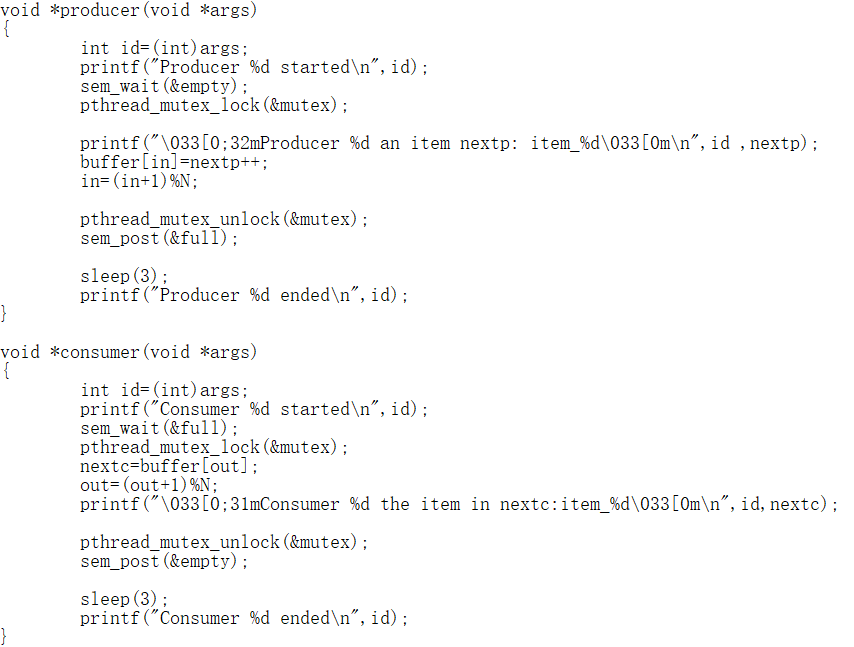 void *producer(void *args)
{
        int id=(int)args;
        printf("Producer %d started\n",id);
        sem_wait(&empty);
        pthread_mutex_lock(&mutex);

        printf("\033[0;32mProducer %d an item nextp: item_%d\033[0m\n",id ,nextp);
        buffer[in]=nextp++;
        in=(in+1)%N;

        pthread_mutex_unlock(&mutex);
        sem_post(&full);

        sleep(3);
        printf("Producer %d ended\n",id);
}

void *consumer(void *args)
{
        int id=(int)args;
        printf("Consumer %d started\n",id);
        sem_wait(&full);
        pthread_mutex_lock(&mutex);
        nextc=buffer[out];
        out=(out+1)%N;
        printf("\033[0;31mConsumer %d the item in nextc:item_%d\033[0m\n",id,nextc);

        pthread_mutex_unlock(&mutex);
        sem_post(&empty);

        sleep(3);
        printf("Consumer %d ended\n",id);
}